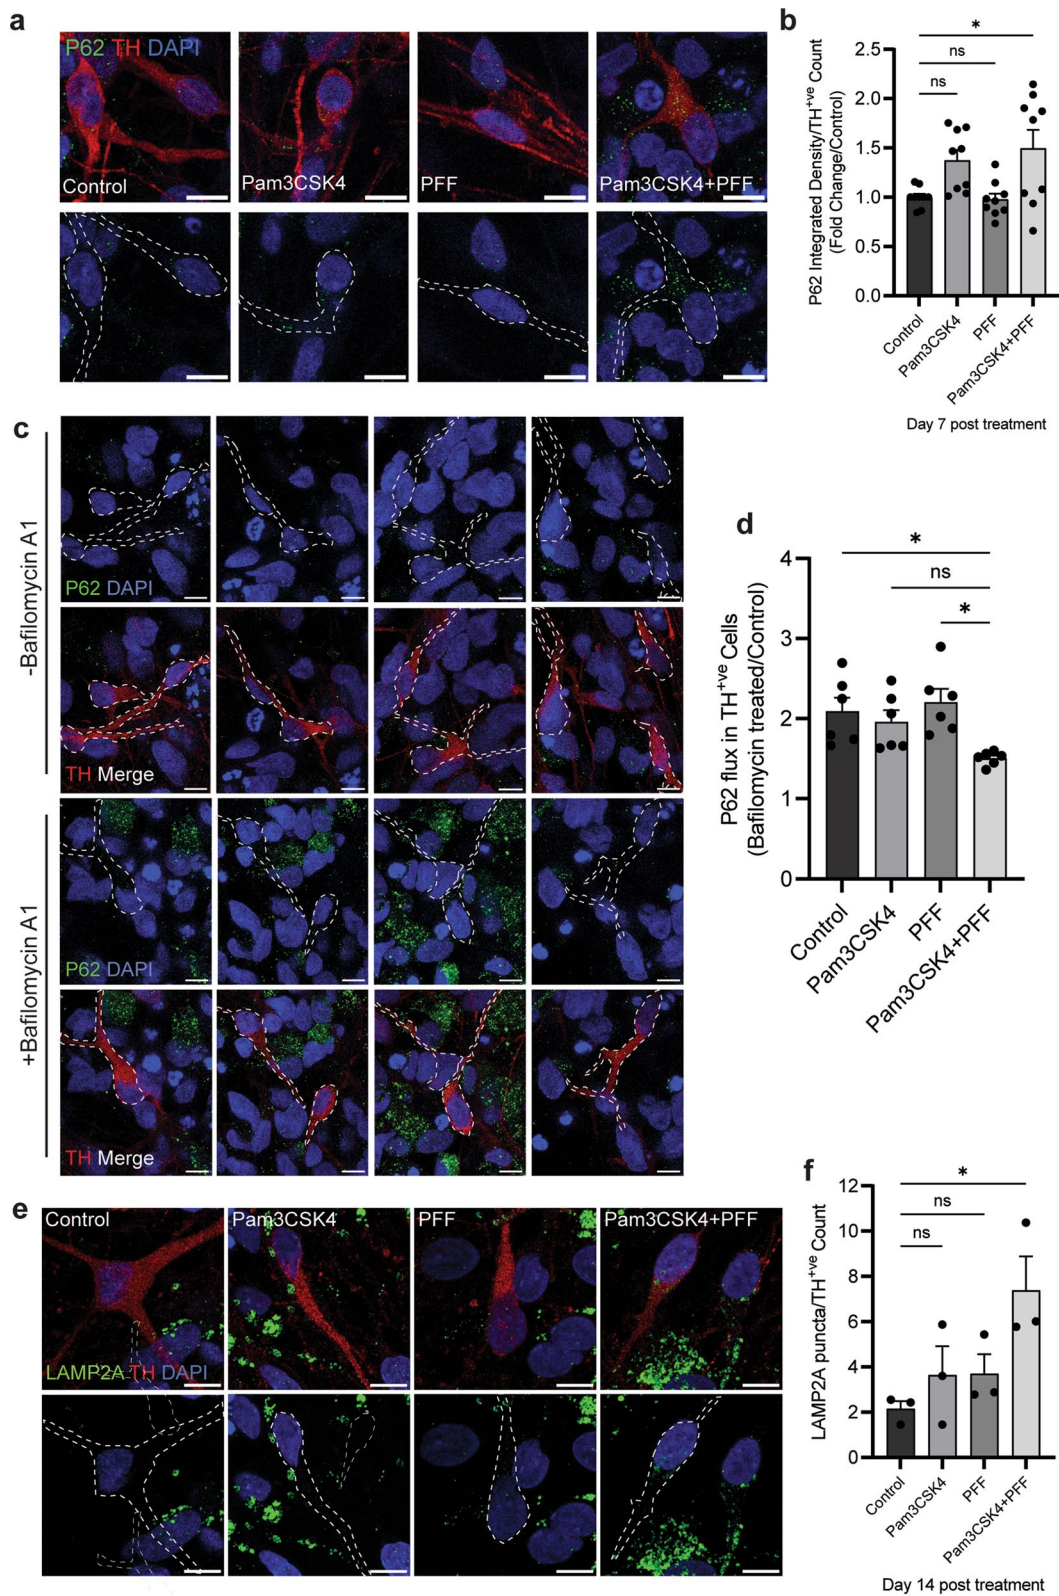 a
P62 TH DAPI
Control
Pam3CSK4
PFF
Pam3CSK4+PFF
b
P62 Integrated Density/TH+ve Count
(Fold Change/Control)
2.5
2.0
1.5
1.0
0.5
0.0
ns
ns
*
Control
Pam3CSK4
PFF
Pam3CSK4+PFF
Day 7 post treatment
c
-Bafilomycin A1
P62 DAPI
TH Merge
+Bafilomycin A1
P62 DAPI
TH Merge
d
P62 flux in TH+ve Cells
(Bafilomycin treated/Control)
4
3
2
1
0
*
ns
*
Control
Pam3CSK4
PFF
Pam3CSK4+PFF
e
Control
Pam3CSK4
PFF
Pam3CSK4+PFF
LAMP2A TH DAPI
f
LAMP2A puncta/TH+ve Count
12
10
8
6
4
2
0
*
ns
ns
Control
Pam3CSK4
PFF
Pam3CSK4+PFF
Day 14 post treatment